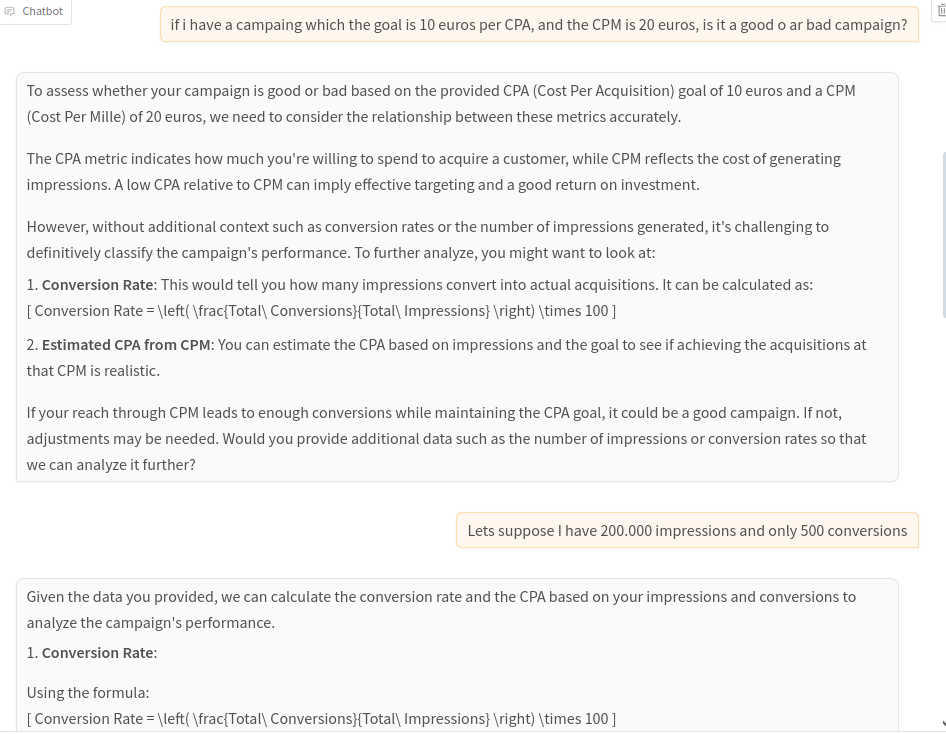 Chatbot
if i have a campaing which the goal is 10 euros per CPA, and the CPM is 20 euros, is it a good o ar bad campaign?
To assess whether your campaign is good or bad based on the provided CPA (Cost Per Acquisition) goal of 10 euros and a CPM
(Cost Per Mille) of 20 euros, we need to consider the relationship between these metrics accurately.
The CPA metric indicates how much you're willing to spend to acquire a customer, while CPM reflects the cost of generating
impressions. A low CPA relative to CPM can imply effective targeting and a good return on investment.
However, without additional context such as conversion rates or the number of impressions generated, it's challenging to
definitively classify the campaign's performance. To further analyze, you might want to look at:
1. Conversion Rate: This would tell you how many impressions convert into actual acquisitions. It can be calculated as:
[ Conversion Rate = \left( \frac{Total\ Conversions}{Total\ Impressions} \right) \times 100 ]
2. Estimated CPA from CPM: You can estimate the CPA based on impressions and the goal to see if achieving the acquisitions at
that CPM is realistic.
If your reach through CPM leads to enough conversions while maintaining the CPA goal, it could be a good campaign. If not,
adjustments may be needed. Would you provide additional data such as the number of impressions or conversion rates so that
we can analyze it further?
Lets suppose I have 200.000 impressions and only 500 conversions
Given the data you provided, we can calculate the conversion rate and the CPA based on your impressions and conversions to
analyze the campaign's performance.
1. Conversion Rate:
Using the formula:
[ Conversion Rate = \left( \frac{Total\ Conversions}{Total\ Impressions} \right) \times 100 ]